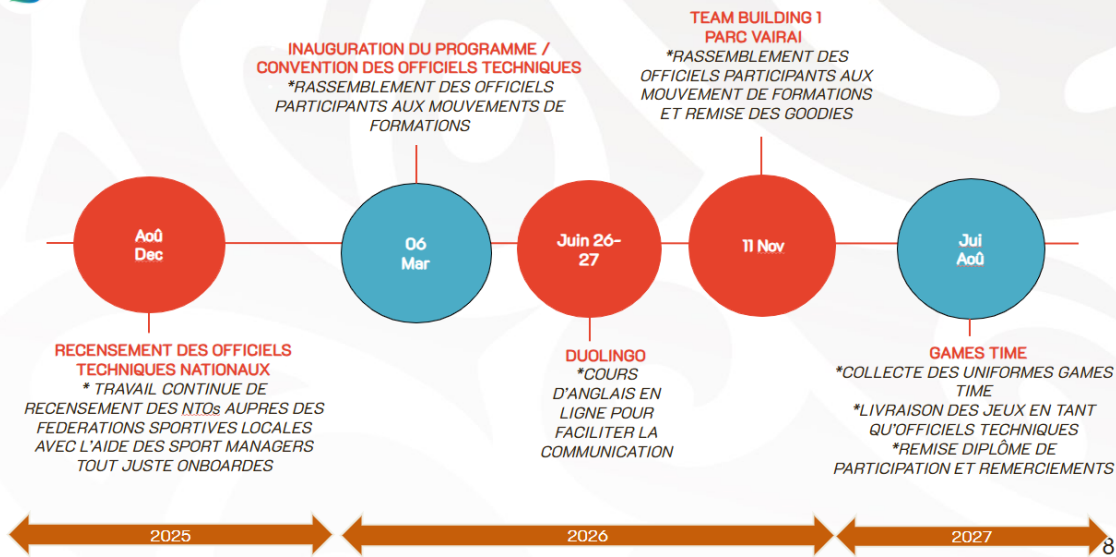 INAUGURATION DU PROGRAMME /
CONVENTION DES OFFICIELS TECHNIQUES
*RASSEMBLEMENT DES OFFICIELS
PARTICIPANTS AUX MOUVEMENTS DE
FORMATIONS
TEAM BUILDING 1
PARC VAIRAI
*RASSEMBLEMENT DES
OFFICIELS PARTICIPANTS AUX
MOUVEMENT DE FORMATIONS
ET REMISE DES GOODIES
Aoû
Dec
06
Mar
Juin 26-
27
11 Nov
Jui
Aoû
RECENSEMENT DES OFFICIELS
TECHNIQUES NATIONAUX
* TRAVAIL CONTINUE DE
RECENSEMENT DES NTOs AUPRES DES
FEDERATIONS SPORTIVES LOCALES
AVEC L'AIDE DES SPORT MANAGERS
TOUT JUSTE ONBOARDES
DUOLINGO
*COURS
D'ANGLAIS EN
LIGNE POUR
FACILITER LA
COMMUNICATION
GAMES TIME
*COLLECTE DES UNIFORMES GAMES
TIME
*LIVRAISON DES JEUX EN TANT
QU'OFFICIELS TECHNIQUES
*REMISE DIPLÔME DE
PARTICIPATION ET REMERCIEMENTS
2025
2026
2027
8